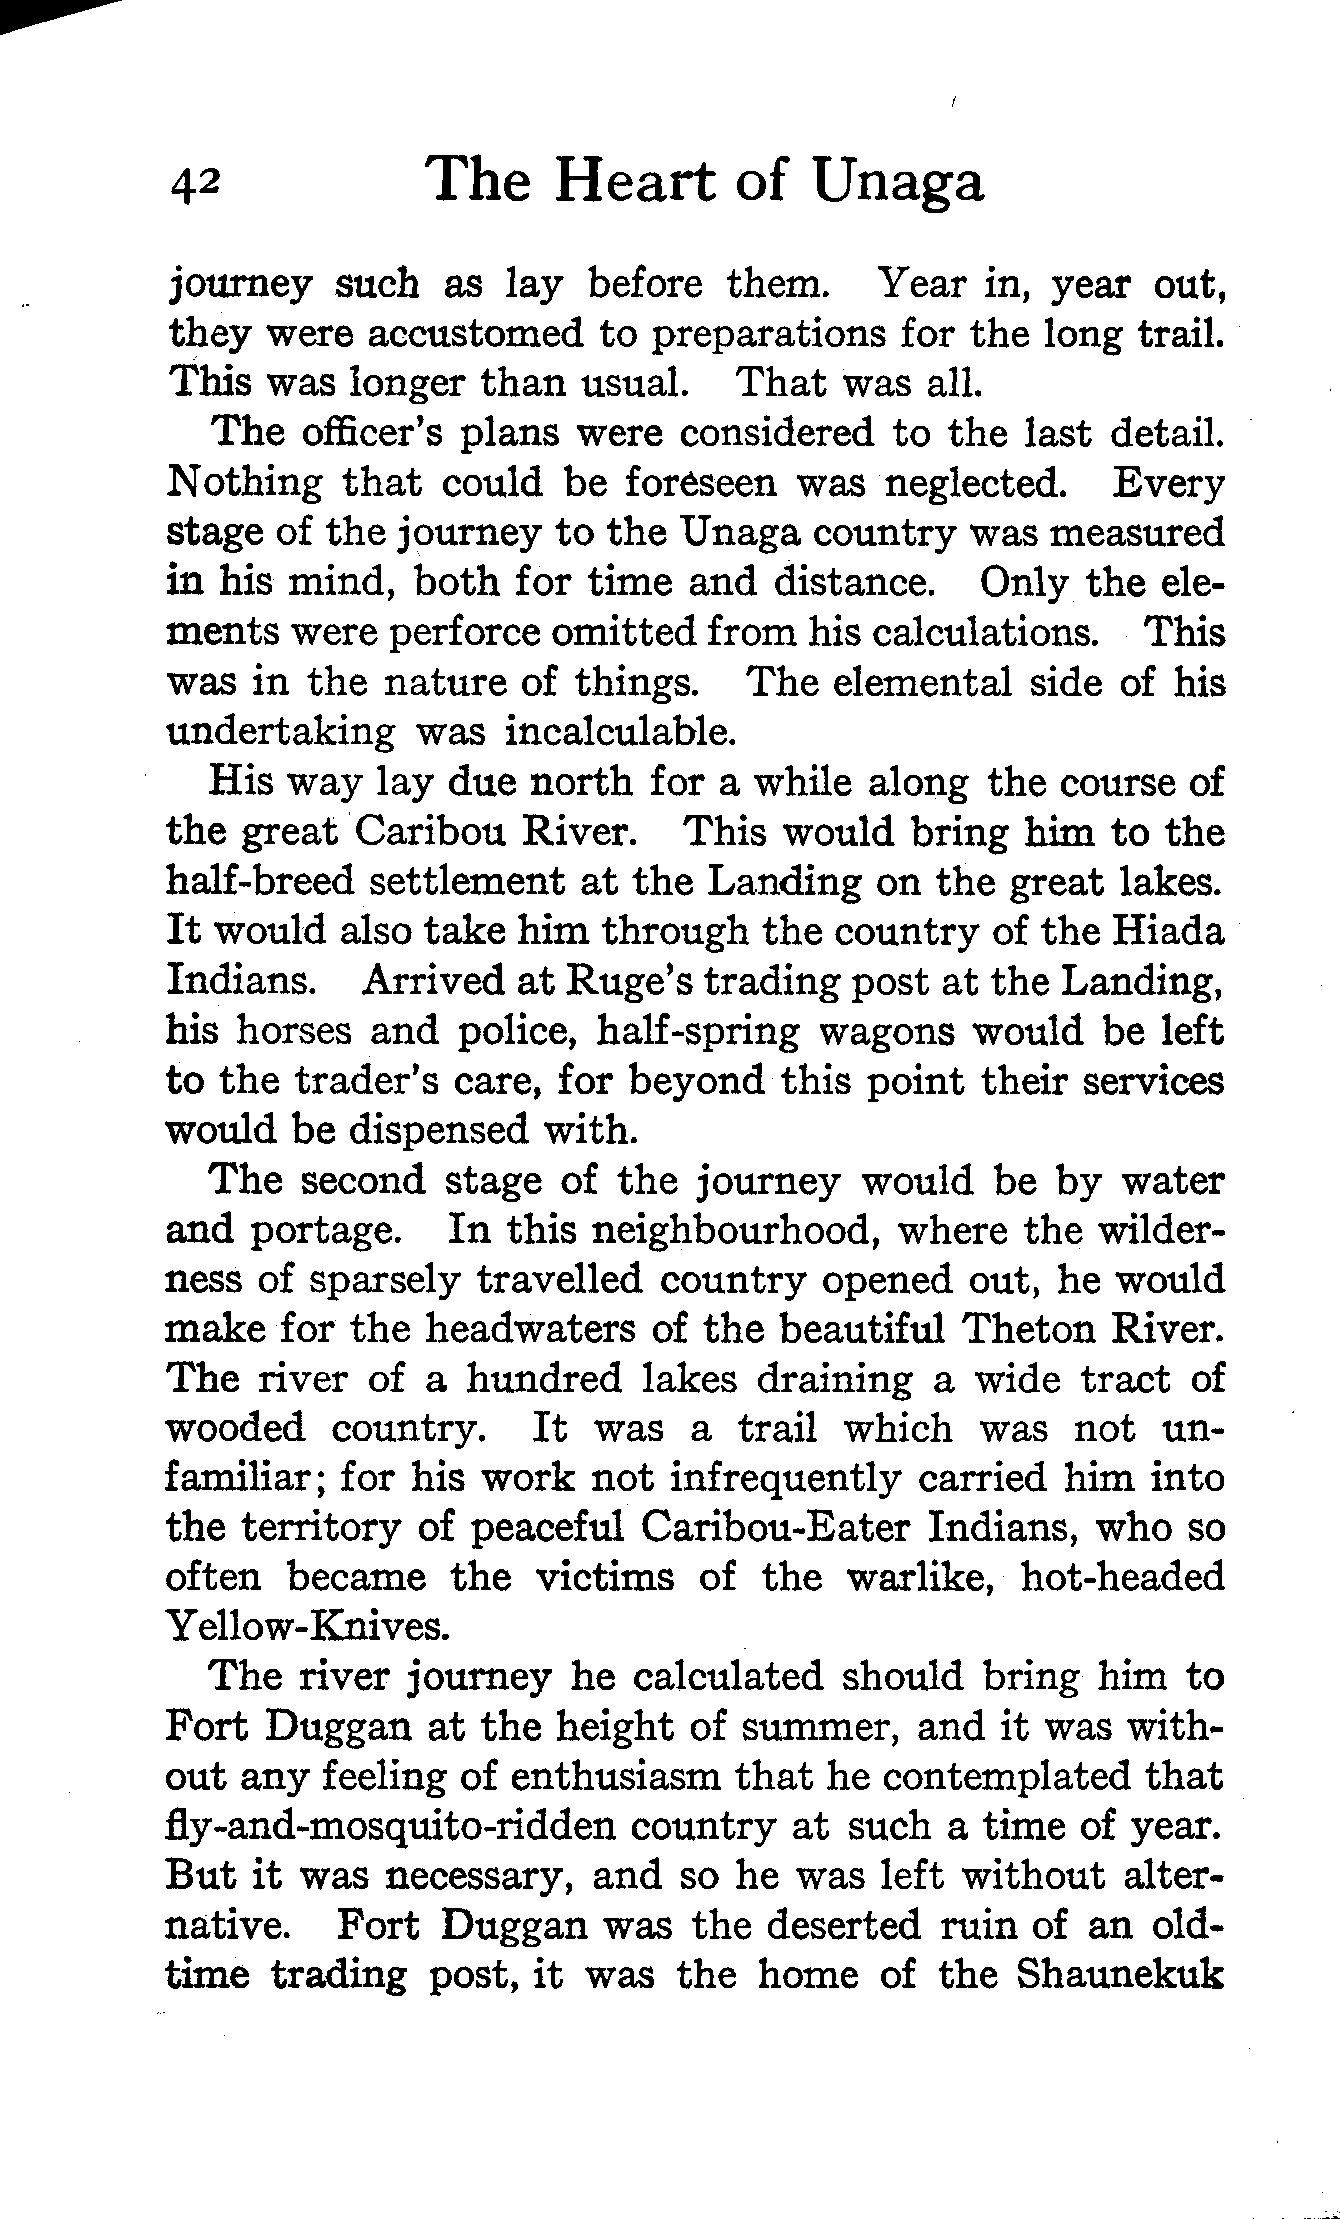 42 The Heart of Unaga
journey such as lay before them. Year in, year out,
they were accustomed to preparations for the long trail.
This was longer than usual. That was all.
The officer's plans were considered to the last detail.
Nothing that could be foreseen was neglected. Every
stage of the journey to the Unaga country was measured
in his mind, both for time and distance. Only the ele-
ments were perforce omitted from his calculations. This
was in the nature of things. The elemental side of his
undertaking was incalculable.
His way lay due north for a while along the course of
the great Caribou River. This would bring him to the
half-breed settlement at the Landing on the great lakes.
It would also take him through the country of the Hiada
Indians. Arrived at Ruge's trading post at the Landing,
his horses and police, half-spring wagons would be left
to the trader's care, for beyond this point their services
would be dispensed with.
The second stage of the journey would be by water
and portage. In this neighbourhood, where the wilder-
ness of sparsely travelled country opened out, he would
make for the headwaters of the beautiful Theton River.
The river of a hundred lakes draining a wide tract of
wooded country. It was a trail which was not un-
familiar; for his work not infrequently carried him into
the territory of peaceful Caribou-Eater Indians, who so
often became the victims of the warlike, hot-headed
Yellow-Knives.
The river journey he calculated should bring him to
Fort Duggan at the height of summer, and it was with-
out any feeling of enthusiasm that he contemplated that
fly-and-mosquito-ridden country at such a time of year.
But it was necessary, and so he was left without alter-
native. Fort Duggan was the deserted ruin of an old-
time trading post, it was the home of the Shaunekuk